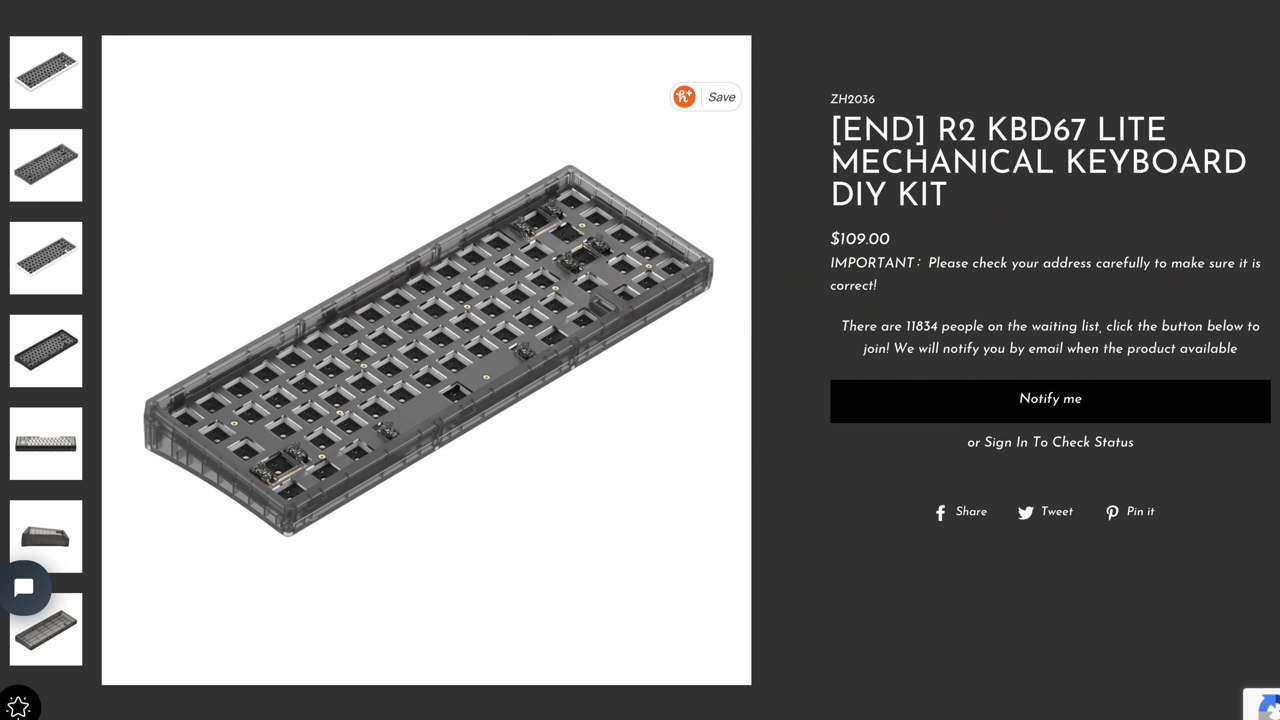 Save
ZH2036
[END] R2 KBD67 LITE
MECHANICAL KEYBOARD
DIY KIT
$109.00
IMPORTANT： Please check your address carefully to make sure it is
correct!
There are 11834 people on the waiting list, click the button below to
join! We will notify you by email when the product available
Notify me
or Sign In To Check Status
Share
Tweet
Pin it